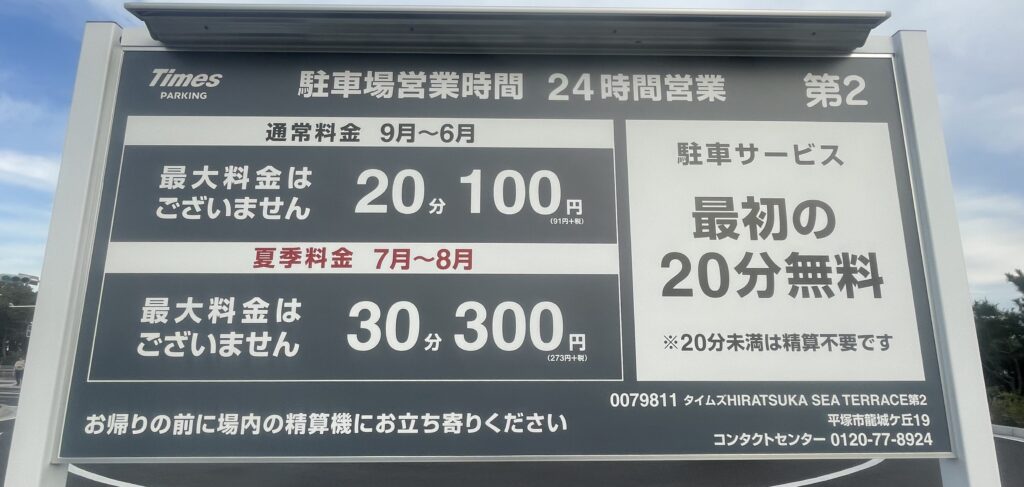 Times
PARKING
駐車場営業時間 24時間営業 第2
通常料金 9月〜6月
最大料金は
ございません
20分 100円
(91円+税)
夏季料金 7月〜8月
最大料金は
ございません
30分 300円
(273円+税)
駐車サービス
最初の
20分無料
※20分未満は精算不要です
お帰りの前に場内の精算機にお立ち寄りください
0079811 タイムズHIRATSUKA SEA TERRACE第2
平塚市龍城ケ丘19
コンタクトセンター 0120-77-8924